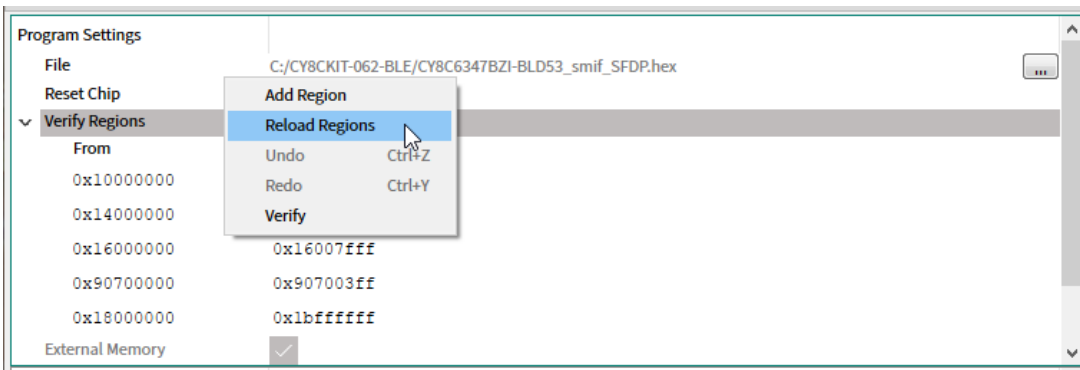 Program Settings
File C:/CY8CKIT-062-BLE/CY8C6347BZI-BLD53_smif_SFDP.hex ...
Reset Chip
Add Region
Verify Regions
Reload Regions
From
Undo Ctrl+Z
0x10000000
Redo Ctrl+Y
0x14000000
Verify
0x16000000 0x16007fff
0x90700000 0x907003ff
0x18000000 0x1bffffff
External Memory